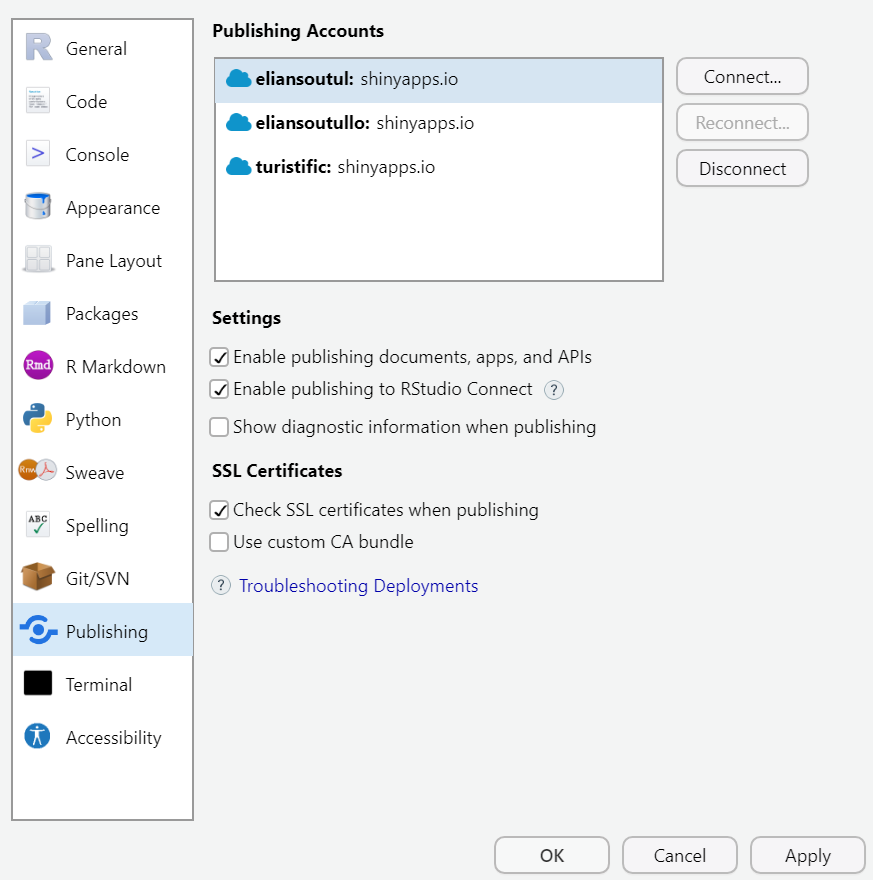 General
Code
Console
Appearance
Pane Layout
Packages
Rmd R Markdown
Python
Rnw Sweave
ABC Spelling
Git/SVN
Publishing
Terminal
Accessibility
Publishing Accounts
eliansoutul: shinyapps.io
eliansoutullo: shinyapps.io
turistific: shinyapps.io
Connect...
Reconnect...
Disconnect
Settings
Enable publishing documents, apps, and APIs
Enable publishing to RStudio Connect ?
Show diagnostic information when publishing
SSL Certificates
Check SSL certificates when publishing
Use custom CA bundle
? Troubleshooting Deployments
OK Cancel Apply